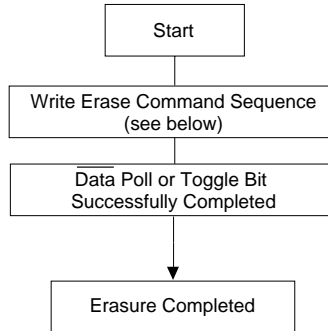 Start
Write Erase Command Sequence
(see below)
Data Poll or Toggle Bit
Successfully Completed
Erasure Completed